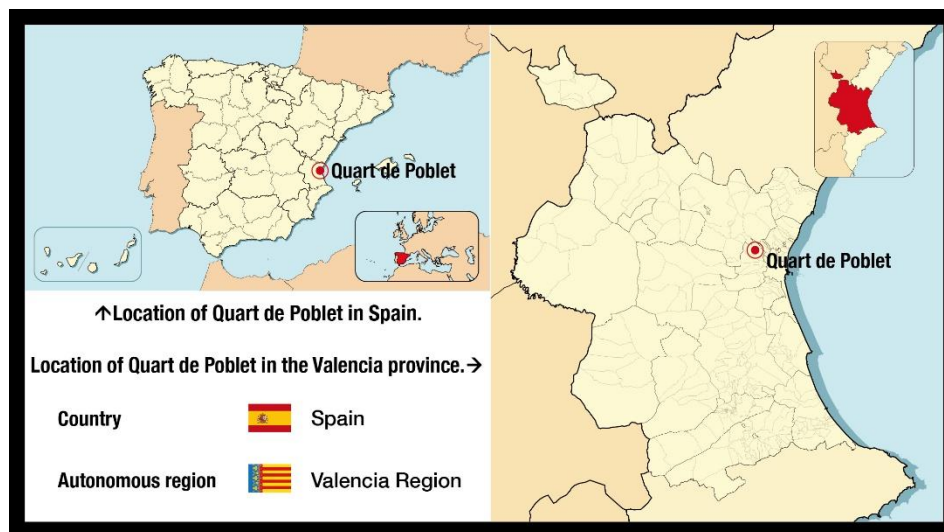 Quart de Poblet
↑Location of Quart de Poblet in Spain.
Location of Quart de Poblet in the Valencia province.→
Country Spain
Autonomous region Valencia Region
Quart de Poblet